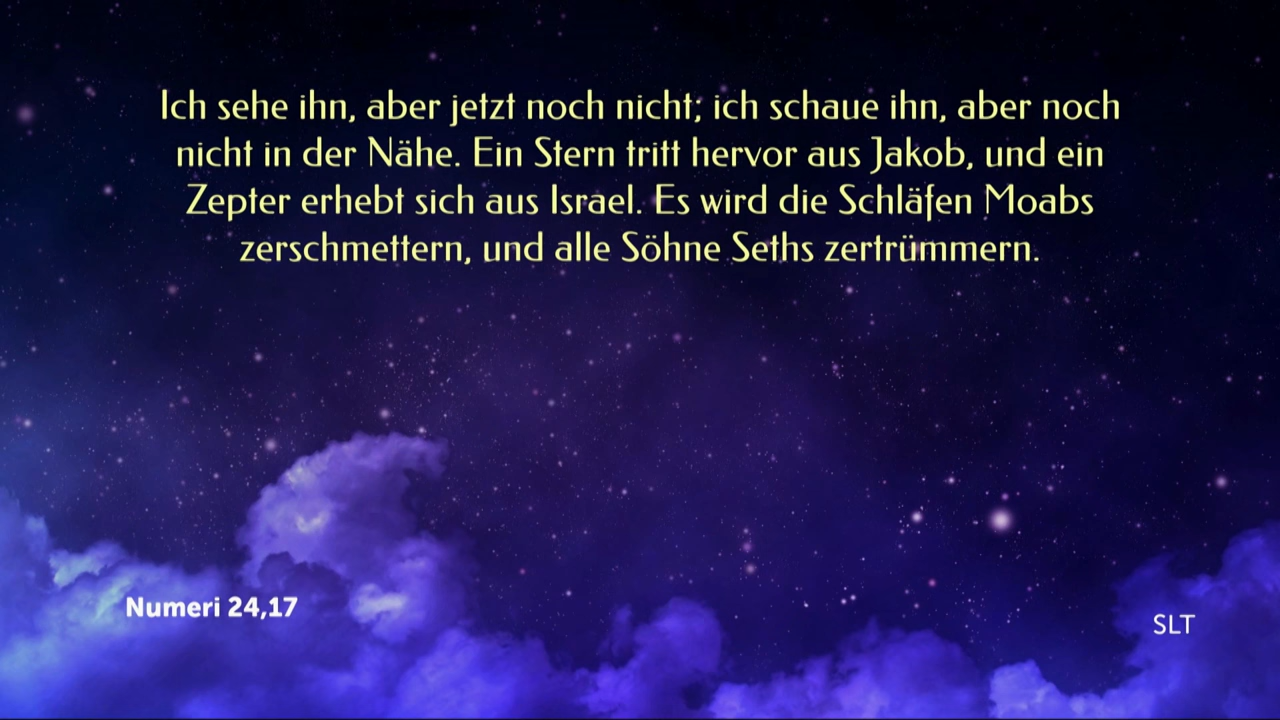 Ich sehe ihn, aber jetzt noch nicht; ich schaue ihn, aber noch
nicht in der Nähe. Ein Stern tritt hervor aus Jakob, und ein
Zepter erhebt sich aus Israel. Es wird die Schläfen Moabs
zerschmettern, und alle Söhne Seths zertrümmern.
Numeri 24,17
SLT